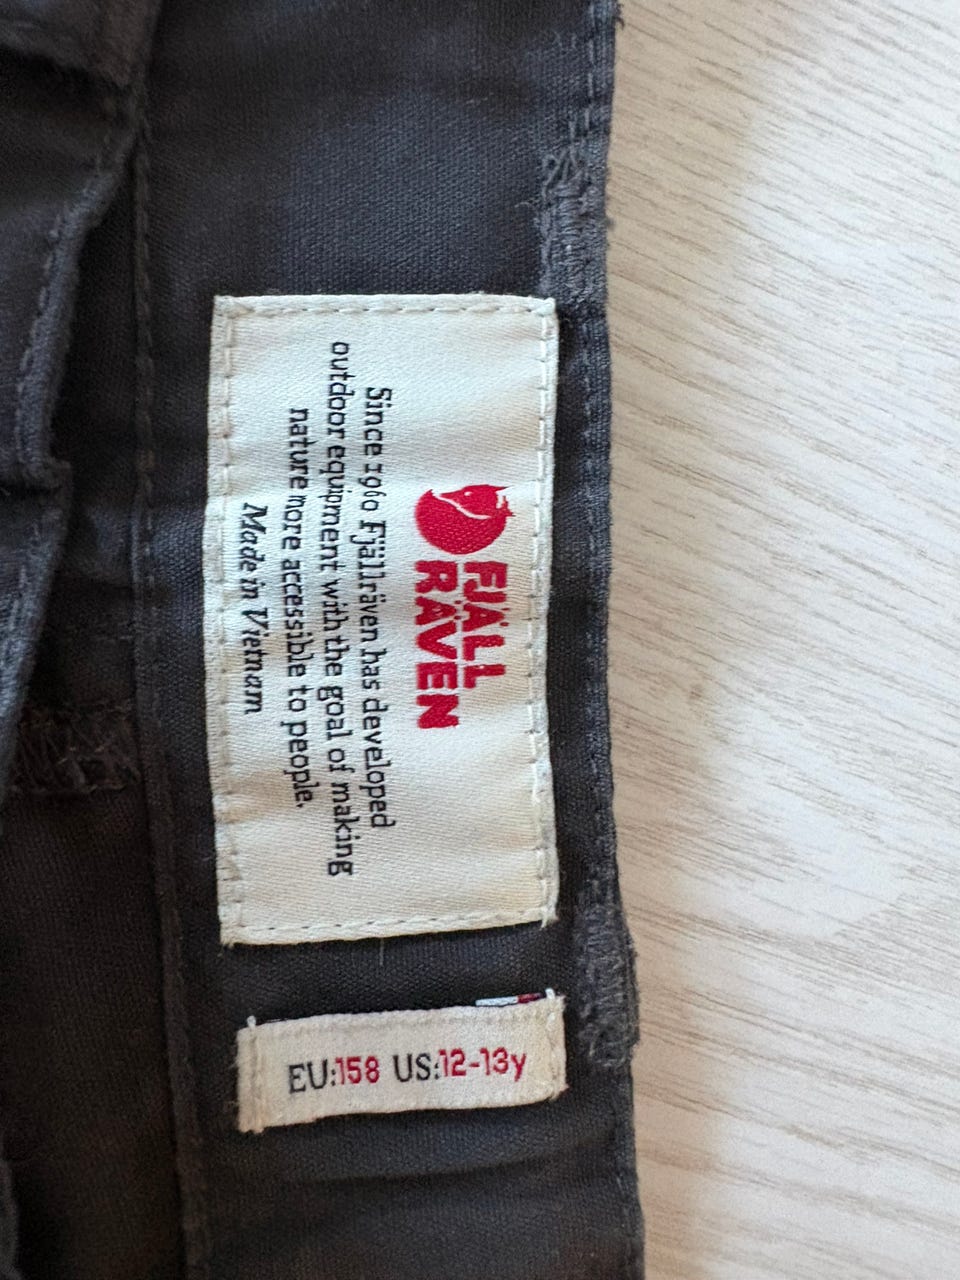 FJÄLL
RÄVEN
Since 1960 Fjällräven has developed
outdoor equipment with the goal of making
nature more accessible to people.
Made in Vietnam
EU:158 US:12-13y